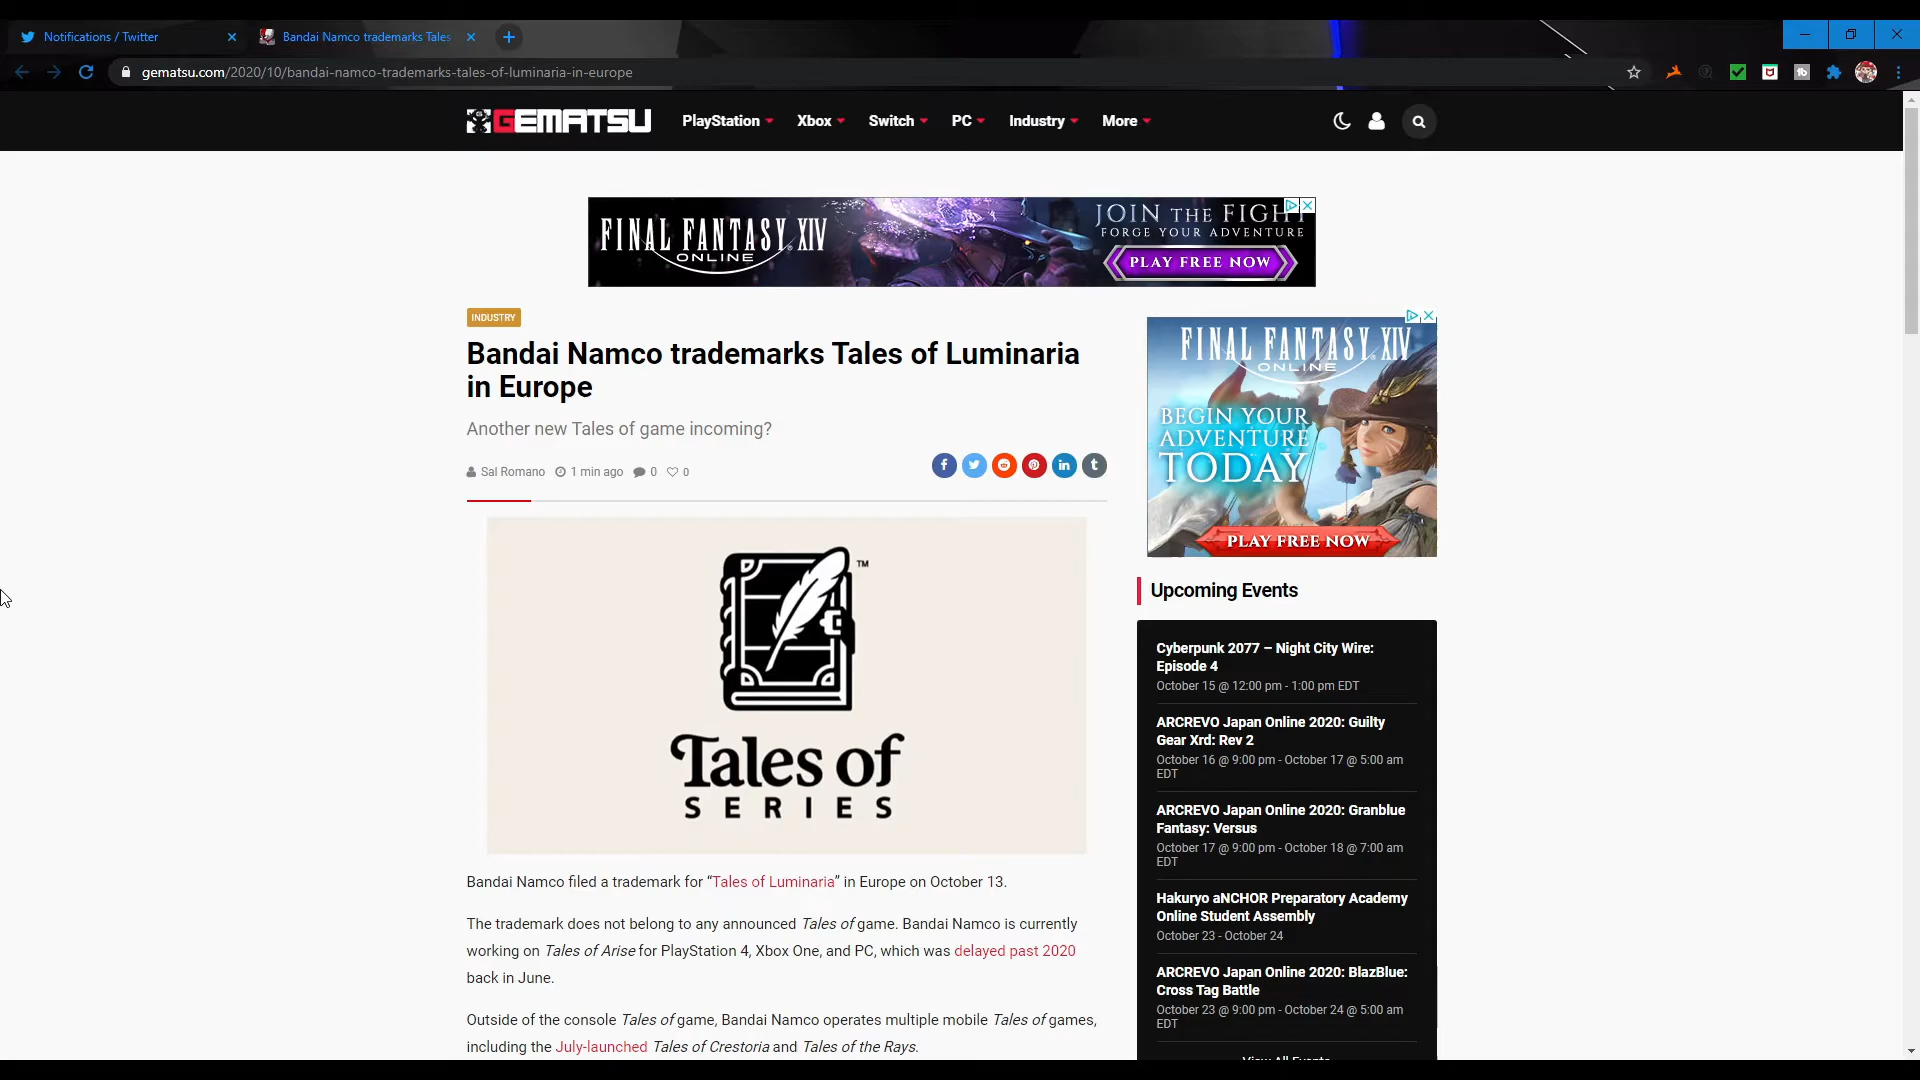 Notifications / Twitter
Bandai Namco trademarks Tales
gematsu.com/2020/10/bandai-namco-trademarks-tales-of-luminaria-in-europe
GEMATSU
PlayStation
Xbox
Switch
PC
Industry
More
FINAL FANTASY XIV
ONLINE
JOIN THE FIGHT
FORGE YOUR ADVENTURE
PLAY FREE NOW
INDUSTRY
Bandai Namco trademarks Tales of Luminaria
in Europe
Another new Tales of game incoming?
Sal Romano 1 min ago 0 0
Tales of
SERIES
TM
Bandai Namco filed a trademark for “Tales of Luminaria” in Europe on October 13.
The trademark does not belong to any announced Tales of game. Bandai Namco is currently
working on Tales of Arise for PlayStation 4, Xbox One, and PC, which was delayed past 2020
back in June.
Outside of the console Tales of game, Bandai Namco operates multiple mobile Tales of games,
including the July-launched Tales of Crestoria and Tales of the Rays.
FINAL FANTASY XIV
ONLINE
BEGIN YOUR
ADVENTURE
TODAY
PLAY FREE NOW
Upcoming Events
Cyberpunk 2077 – Night City Wire:
Episode 4
October 15 @ 12:00 pm - 1:00 pm EDT
ARCREVO Japan Online 2020: Guilty
Gear Xrd: Rev 2
October 16 @ 9:00 pm - October 17 @ 5:00 am
EDT
ARCREVO Japan Online 2020: Granblue
Fantasy: Versus
October 17 @ 9:00 pm - October 18 @ 7:00 am
EDT
Hakuryo aNCHOR Preparatory Academy
Online Student Assembly
October 23 - October 24
ARCREVO Japan Online 2020: BlazBlue:
Cross Tag Battle
October 23 @ 9:00 pm - October 24 @ 5:00 am
EDT
View All Events